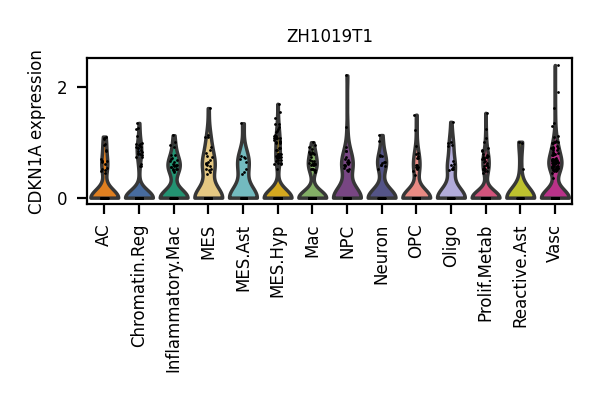 ZH1019T1
CDKN1A expression
2
0
AC
Chromatin.Reg
Inflammatory.Mac
MES
MES.Ast
MES.Hyp
Mac
NPC
Neuron
OPC
Oligo
Prolif.Metab
Reactive.Ast
Vasc